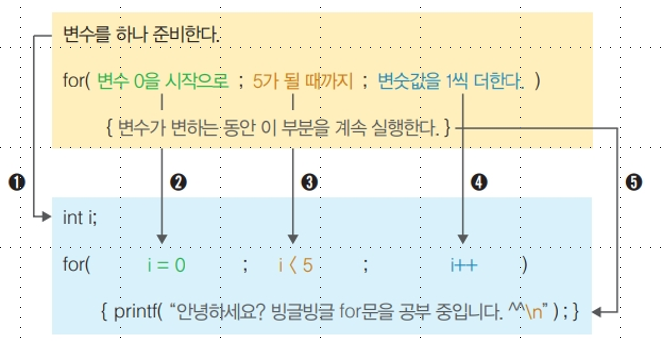 변수를 하나 준비한다.
for( 변수 0을 시작으로 ; 5가 될 때까지 ; 변숫값을 1씩 더한다. )
{ 변수가 변하는 동안 이 부분을 계속 실행한다. }
❶ ❷ ❸ ❹ ❺
int i;
for( i = 0 ; i < 5 ; i++ )
{ printf( “안녕하세요? 빙글빙글 for문을 공부 중입니다. ^^\n” ) ; }